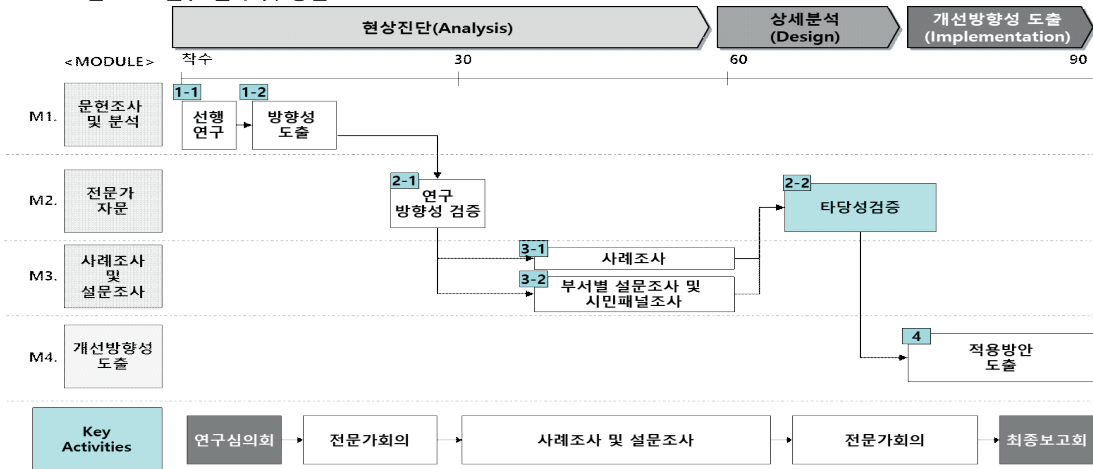 현상진단(Analysis)
상세분석
(Design)
개선방향성 도출
(Implementation)
<MODULE>
착수
30
60
90
M1.
문헌조사
및 분석
1-1
선행
연구
1-2
방향성
도출
M2.
전문가
자문
2-1
연구
방향성 검증
2-2
타당성검증
M3.
사례조사
및
설문조사
3-1
사례조사
3-2
부서별 설문조사 및
시민패널조사
M4.
개선방향성
도출
4
적용방안
도출
Key
Activities
연구심의회
전문가회의
사례조사 및 설문조사
전문가회의
최종보고회